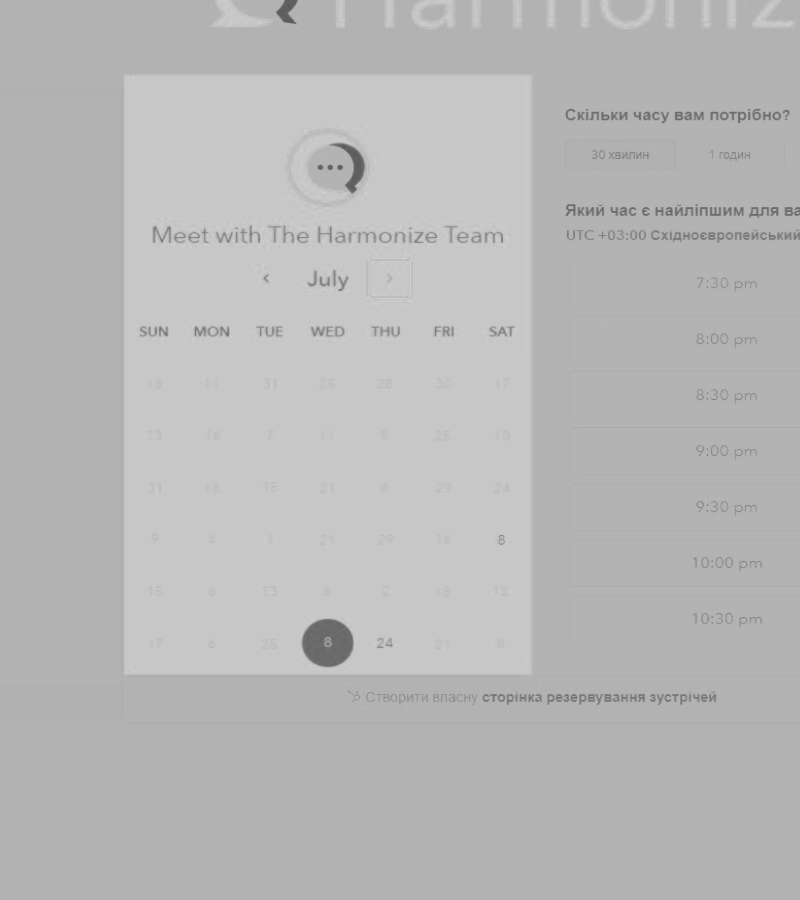 Harmoniz
Meet with The Harmonize Team
July
SUN MON TUE WED THU FRI SAT
18 11 31 25 28 30 17
13 16 7 11 5 25 10
31 18 15 21 4 29 24
9 4 1 21 29 16 8
15 6 13 6 2 18 12
17 6 25 8 24 21 8
Скільки часу вам потрібно?
30 хвилин 1 годин
Який час є найліпшим для ва
UTC +03:00 Східноєвропейський
7:30 pm
8:00 pm
8:30 pm
9:00 pm
9:30 pm
10:00 pm
10:30 pm
Створити власну сторінка резервування зустрічей